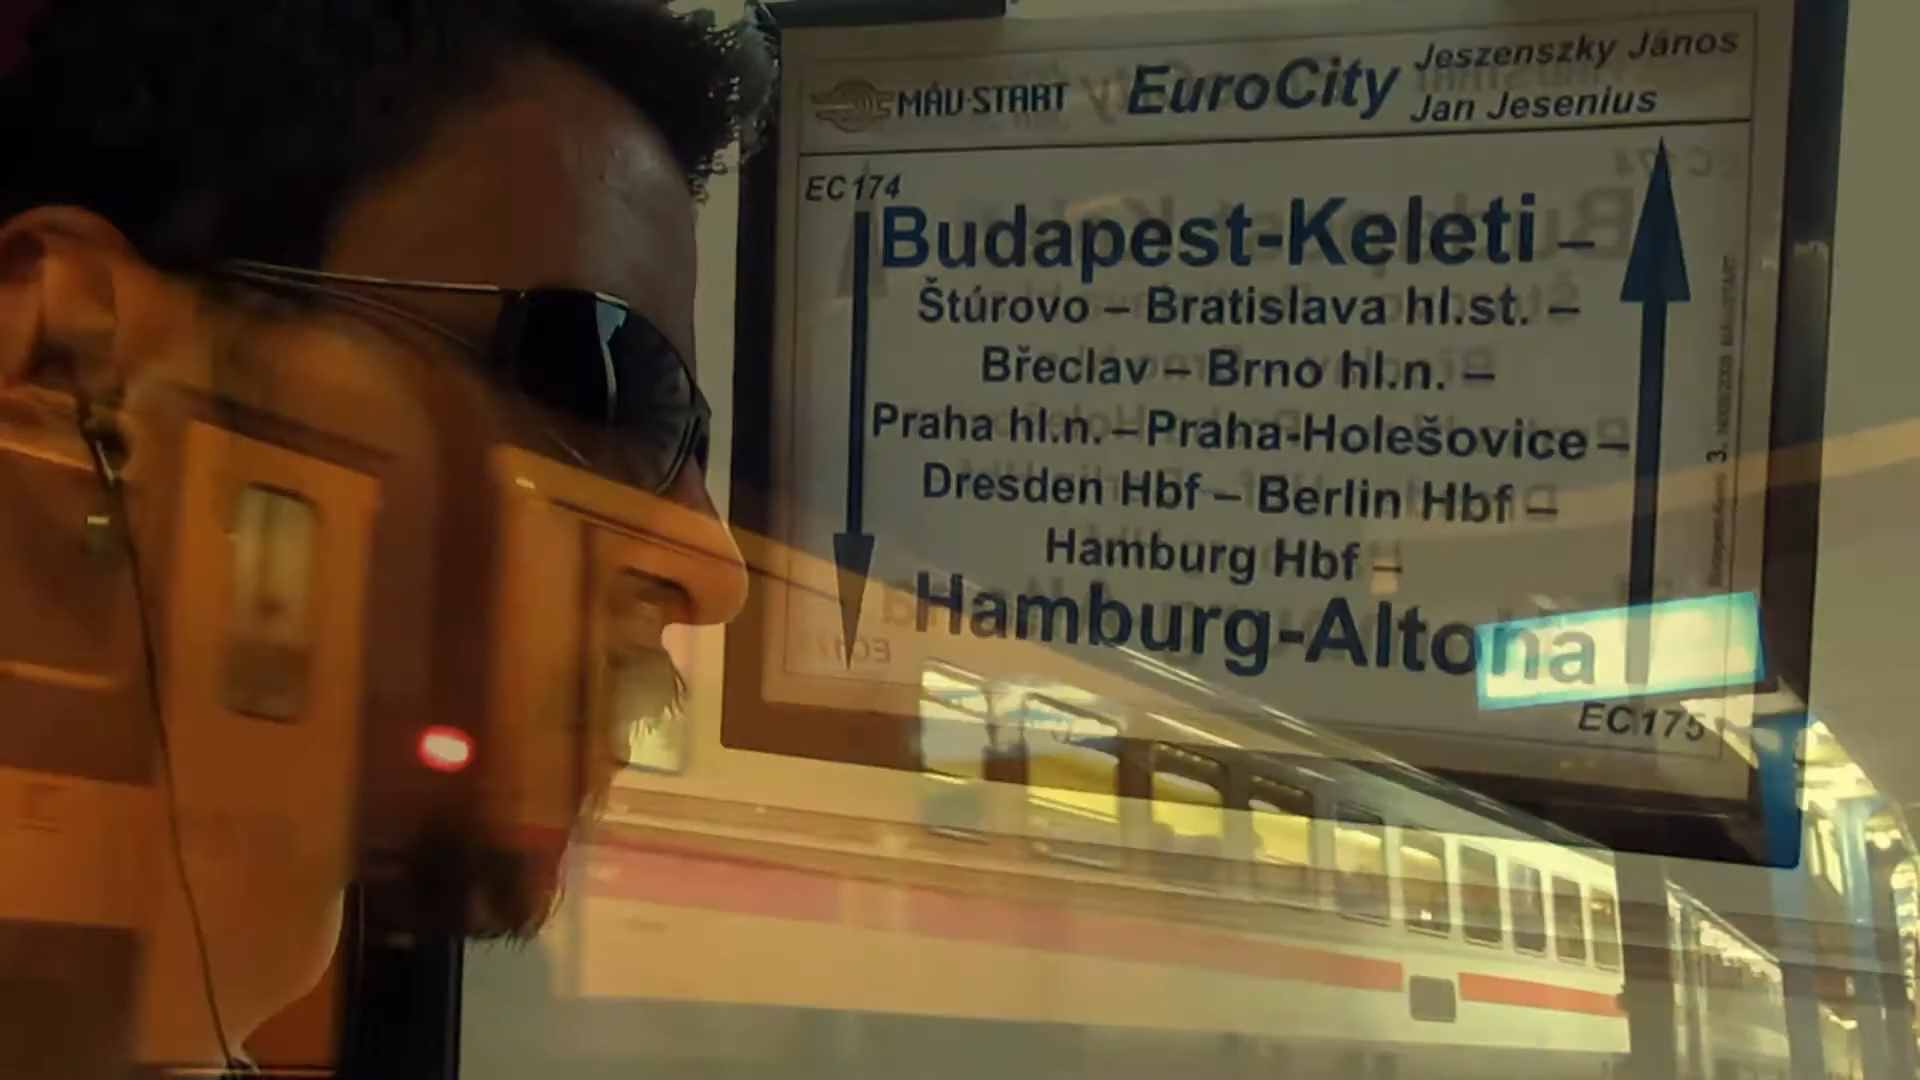 MÁV-START EuroCity Jeszenszky János
Jan Jesenius
EC 174
Budapest-Keleti –
Štúrovo – Bratislava hl.st. –
Břeclav – Brno hl.n. –
Praha hl.n. – Praha-Holešovice –
Dresden Hbf – Berlin Hbf –
Hamburg Hbf –
Hamburg-Altona
EC 175